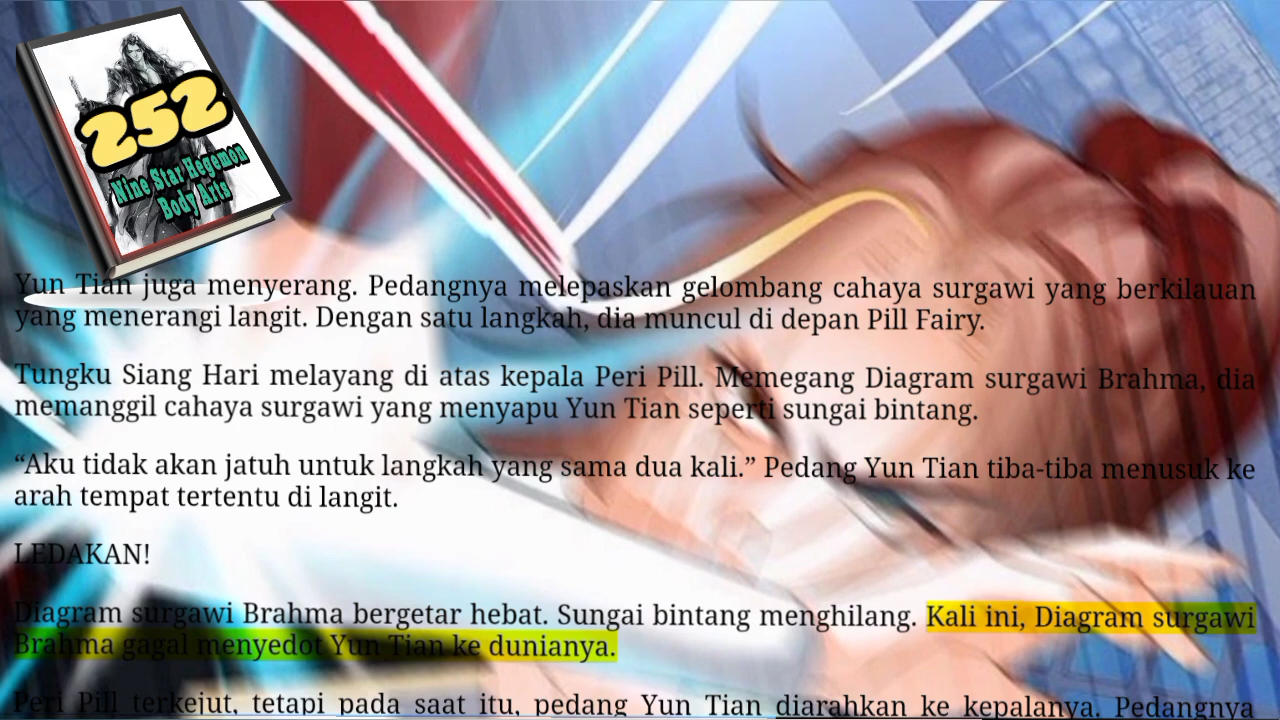 252
Nine Star Hegemon
Body Arts
Yun Tian juga menyerang. Pedangnya melepaskan gelombang cahaya surgawi yang berkilauan
yang menerangi langit. Dengan satu langkah, dia muncul di depan Pill Fairy.
Tungku Siang Hari melayang di atas kepala Peri Pill. Memegang Diagram surgawi Brahma, dia
memanggil cahaya surgawi yang menyapu Yun Tian seperti sungai bintang.
“Aku tidak akan jatuh untuk langkah yang sama dua kali.” Pedang Yun Tian tiba-tiba menusuk ke
arah tempat tertentu di langit.
LEDAKAN!
Diagram surgawi Brahma bergetar hebat. Sungai bintang menghilang. Kali ini, Diagram surgawi
Brahma gagal menyedot Yun Tian ke dunianya.
Peri Pill terkejut, tetapi pada saat itu, pedang Yun Tian diarahkan ke kepalanya. Pedangnya